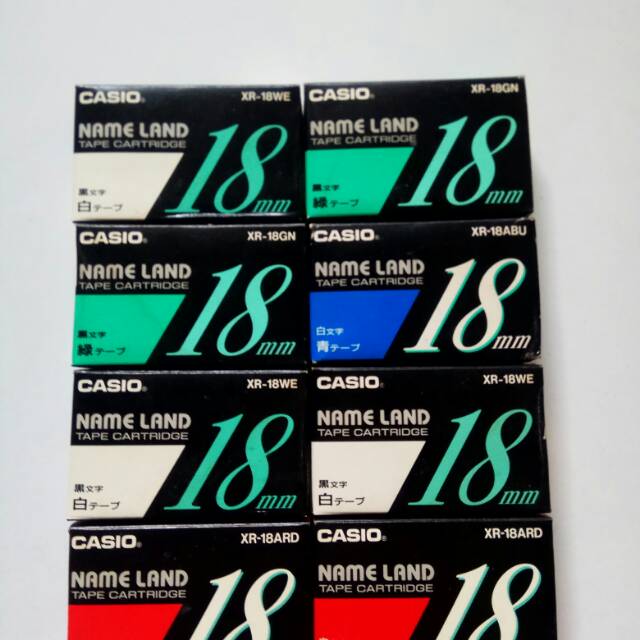 CASIO® XR-18WE
NAME LAND
TAPE CARTRIDGE
18mm
黒文字
白テープ
CASIO® XR-18GN
NAME LAND
TAPE CARTRIDGE
18mm
黒文字
緑テープ
CASIO® XR-18GN
NAME LAND
TAPE CARTRIDGE
18mm
黒文字
緑テープ
CASIO® XR-18ABU
NAME LAND
TAPE CARTRIDGE
18mm
白文字
青テープ
CASIO® XR-18WE
NAME LAND
TAPE CARTRIDGE
18mm
黒文字
白テープ
CASIO® XR-18WE
NAME LAND
TAPE CARTRIDGE
18mm
黒文字
白テープ
CASIO® XR-18ARD
NAME LAND
TAPE CARTRIDGE
18
CASIO® XR-18ARD
NAME LAND
TAPE CARTRIDGE
18